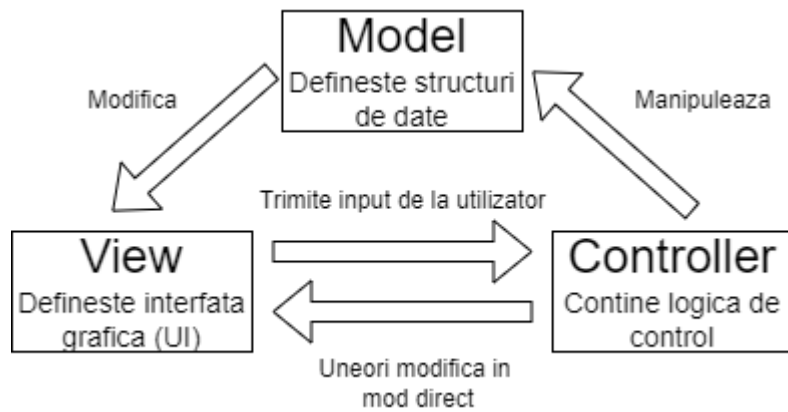 Model
Defineste structuri
de date
Modifica
Manipuleaza
Trimite input de la utilizator
View
Defineste interfata
grafica (UI)
Controller
Contine logica de
control
Uneori modifica in
mod direct